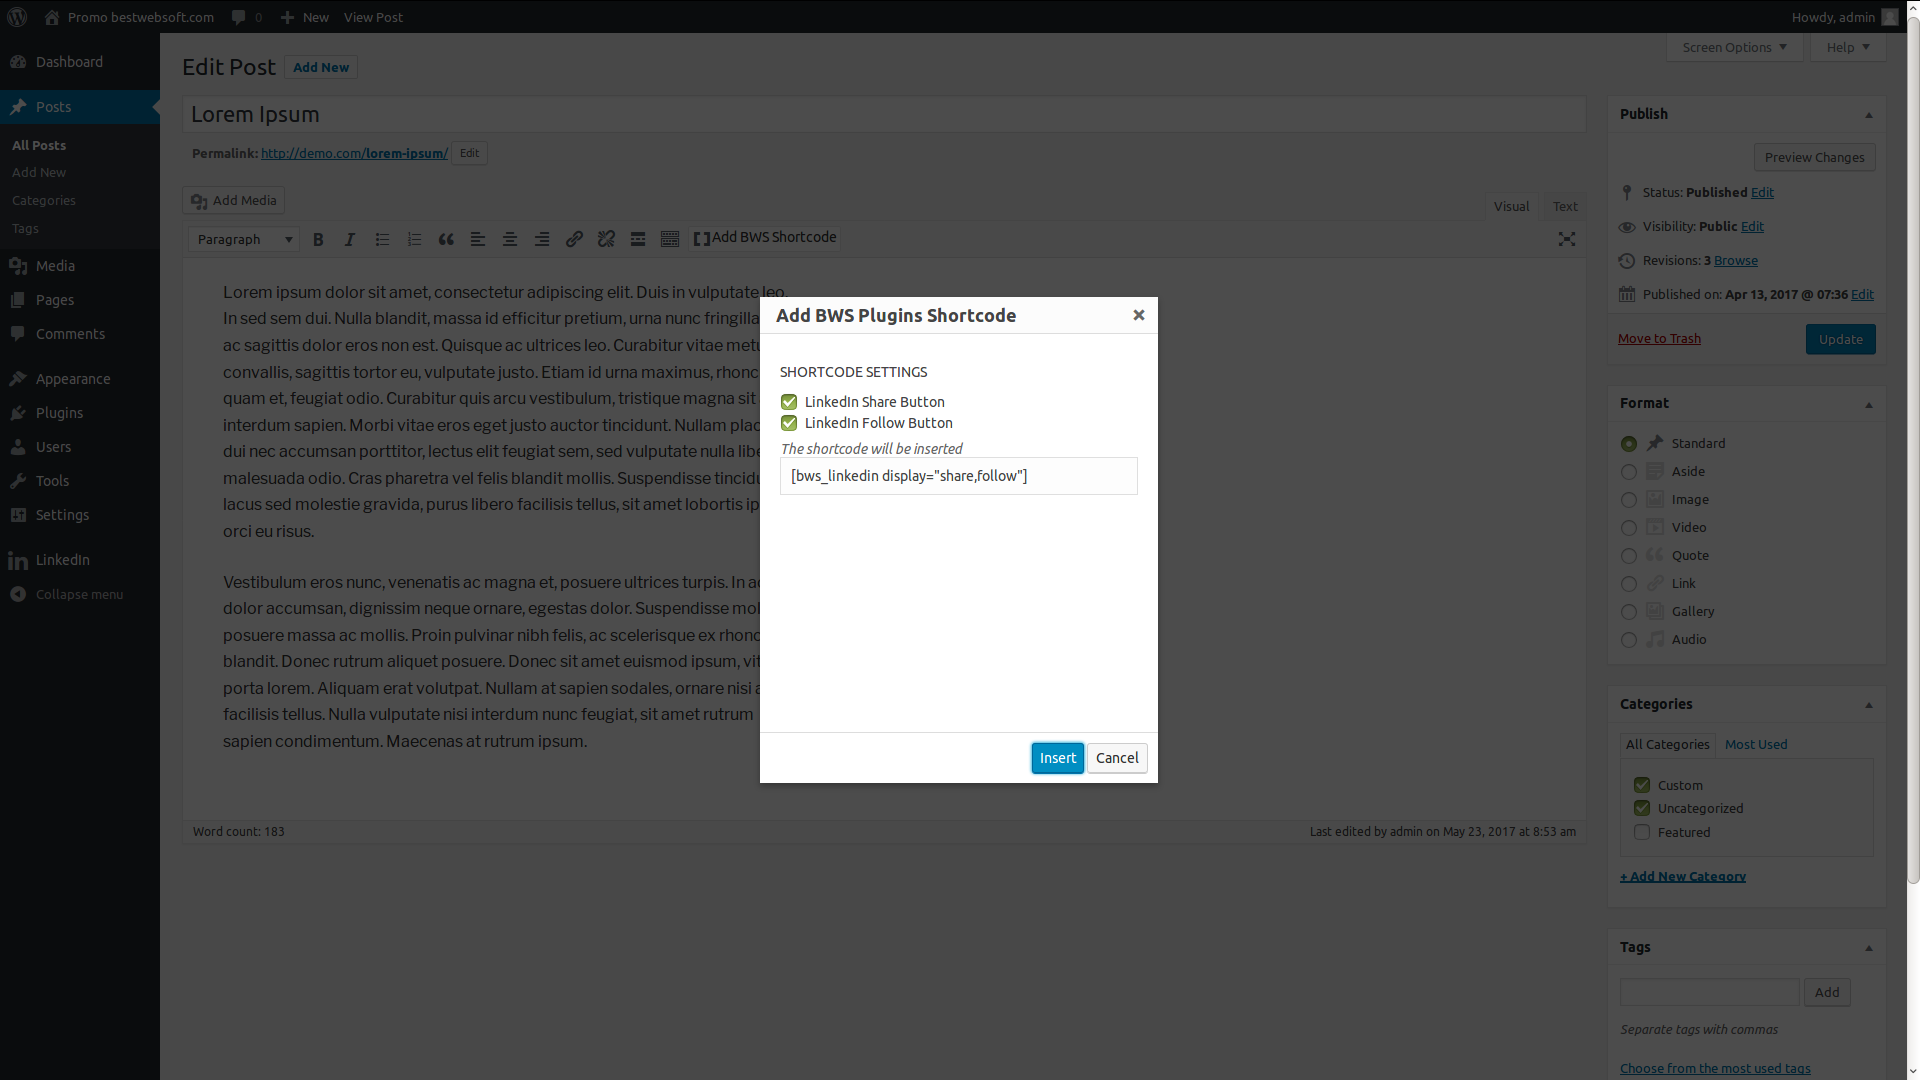 Promo bestwebsoft.com 0 New View Post Howdy, admin
Dashboard
Posts
All Posts
Add New
Categories
Tags
Media
Pages
Comments
Appearance
Plugins
Users
Tools
Settings
LinkedIn
Collapse menu
Screen Options Help
Edit Post Add New
Lorem Ipsum
Permalink: http://demo.com/lorem-ipsum/ Edit
Add Media
Visual Text
Paragraph B I Add BWS Shortcode
Lorem ipsum dolor sit amet, consectetur adipiscing elit. Duis in vulputate leo.
In sed sem dui. Nulla blandit, massa id efficitur pretium, urna nunc fringilla
ac sagittis dolor eros non est. Quisque ac ultrices leo. Curabitur vitae
convallis, sagittis tortor eu, vulputate justo. Etiam id urna maximus,
quam et, feugiat odio. Curabitur quis arcu vestibulum, tristique magna sit
interdum sapien. Morbi vitae eros eget justo auctor tincidunt. Nullam
dui nec accumsan porttitor, lectus elit feugiat sem, sed vulputate nulla
malesuada odio. Cras pharetra vel felis blandit mollis. Suspendisse
lacus sed molestie gravida, purus libero facilisis tellus, sit amet lobortis
orci eu risus.
Vestibulum eros nunc, venenatis ac magna et, posuere ultrices turpis. In
dolor accumsan, dignissim neque ornare, egestas dolor. Suspendisse
posuere massa ac mollis. Proin pulvinar nibh felis, ac scelerisque ex
blandit. Donec rutrum aliquet posuere. Donec sit amet euismod ipsum,
porta lorem. Aliquam erat volutpat. Nullam at sapien sodales, ornare nisi
facilisis tellus. Nulla vulputate nisi interdum nunc feugiat, sit amet rutrum
sapien condimentum. Maecenas at rutrum ipsum.
Word count: 183 Last edited by admin on May 23, 2017 at 8:53 am
Add BWS Plugins Shortcode
SHORTCODE SETTINGS
LinkedIn Share Button
LinkedIn Follow Button
The shortcode will be inserted
[bws_linkedin display="share,follow"]
Insert Cancel
Publish
Preview Changes
Status: Published Edit
Visibility: Public Edit
Revisions: 3 Browse
Published on: Apr 13, 2017 @ 07:36 Edit
Move to Trash Update
Format
Standard
Aside
Image
Video
Quote
Link
Gallery
Audio
Categories
All Categories Most Used
Custom
Uncategorized
Featured
+ Add New Category
Tags
Add
Separate tags with commas
Choose from the most used tags